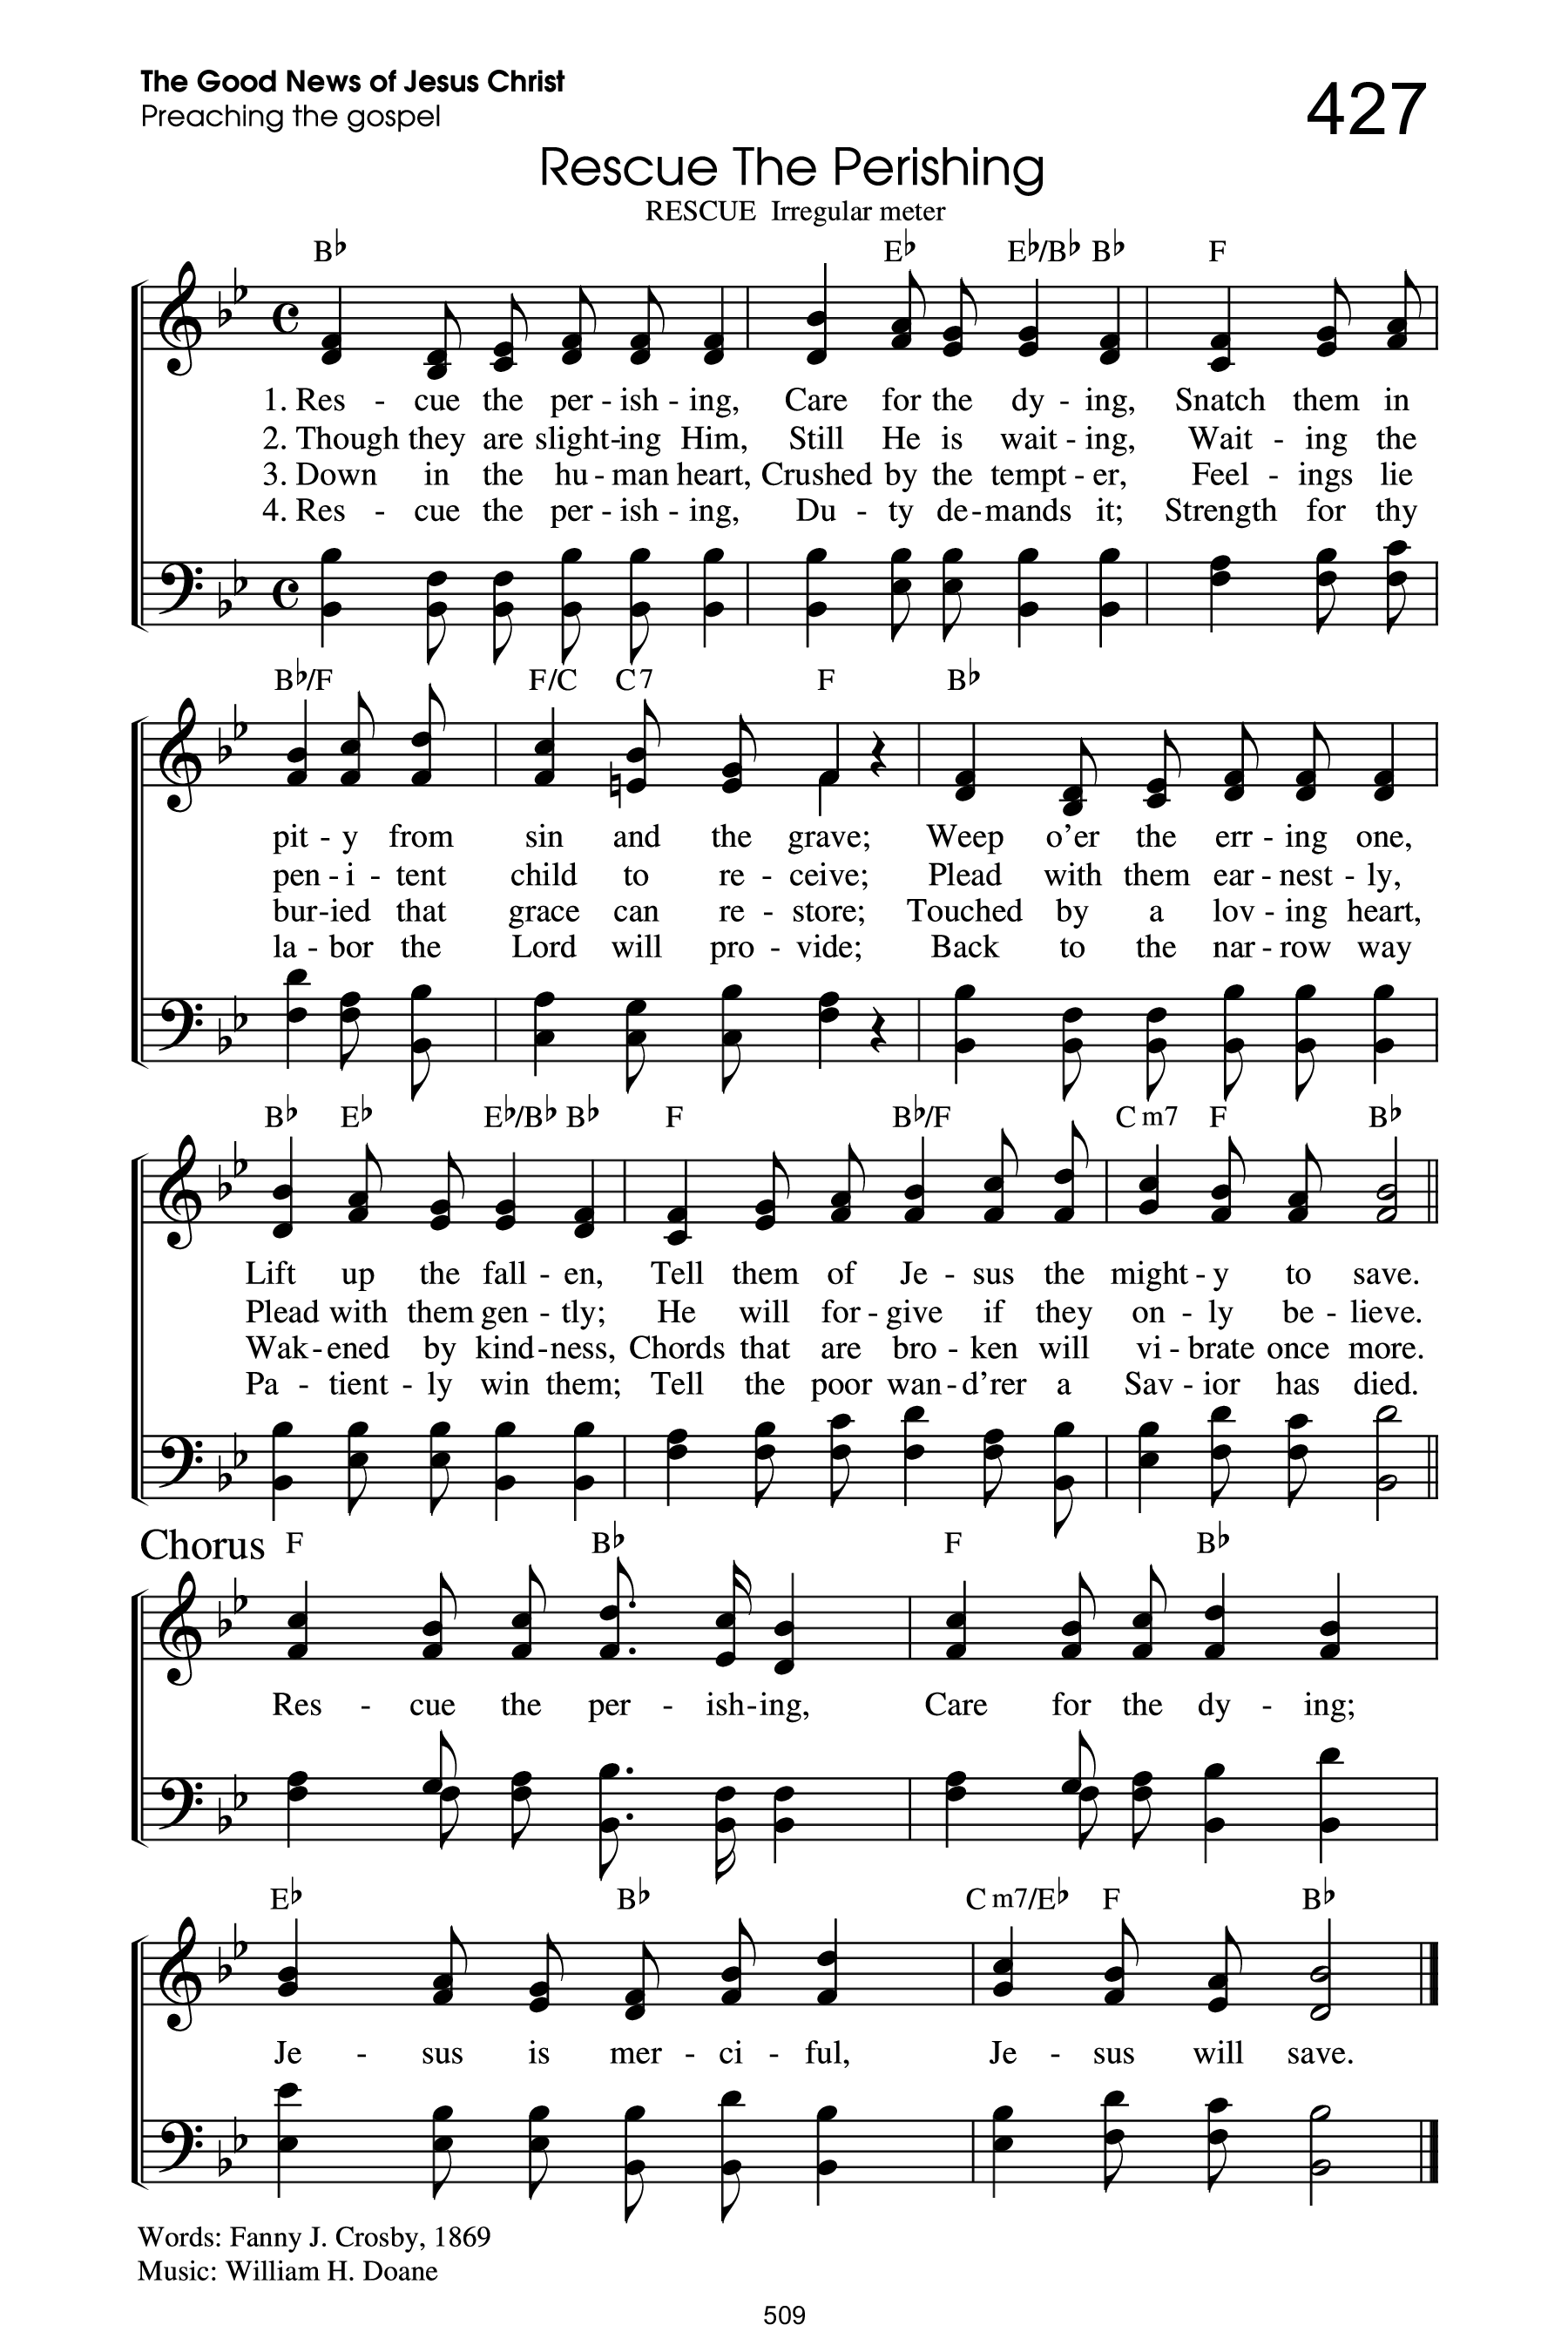 The Good News of Jesus Christ
Preaching the gospel
427
Rescue The Perishing
RESCUE Irregular meter
B♭ E♭ E♭/B♭ B♭ F
1. Res - cue the per - ish - ing, Care for the dy - ing, Snatch them in
2. Though they are slight-ing Him, Still He is wait - ing, Wait - ing the
3. Down in the hu - man heart, Crushed by the tempt - er, Feel - ings lie
4. Res - cue the per - ish - ing, Du - ty de - mands it; Strength for thy
B♭/F F/C C7 F B♭
pit - y from sin and the grave; Weep o'er the err - ing one,
pen - i - tent child to re - ceive; Plead with them ear - nest - ly,
bur-ied that grace can re - store; Touched by a lov - ing heart,
la - bor the Lord will pro - vide; Back to the nar - row way
B♭ E♭ E♭/B♭ B♭ F B♭/F Cm7 F B♭
Lift up the fall - en, Tell them of Je - sus the might - y to save.
Plead with them gen - tly; He will for - give if they on - ly be - lieve.
Wak - ened by kind - ness, Chords that are bro - ken will vi - brate once more.
Pa - tient - ly win them; Tell the poor wan - d'rer a Sav - ior has died.
Chorus F B♭ F B♭
Res - cue the per - ish-ing, Care for the dy - ing;
E♭ B♭ Cm7/E♭ F B♭
Je - sus is mer - ci - ful, Je - sus will save.
Words: Fanny J. Crosby, 1869
Music: William H. Doane
509